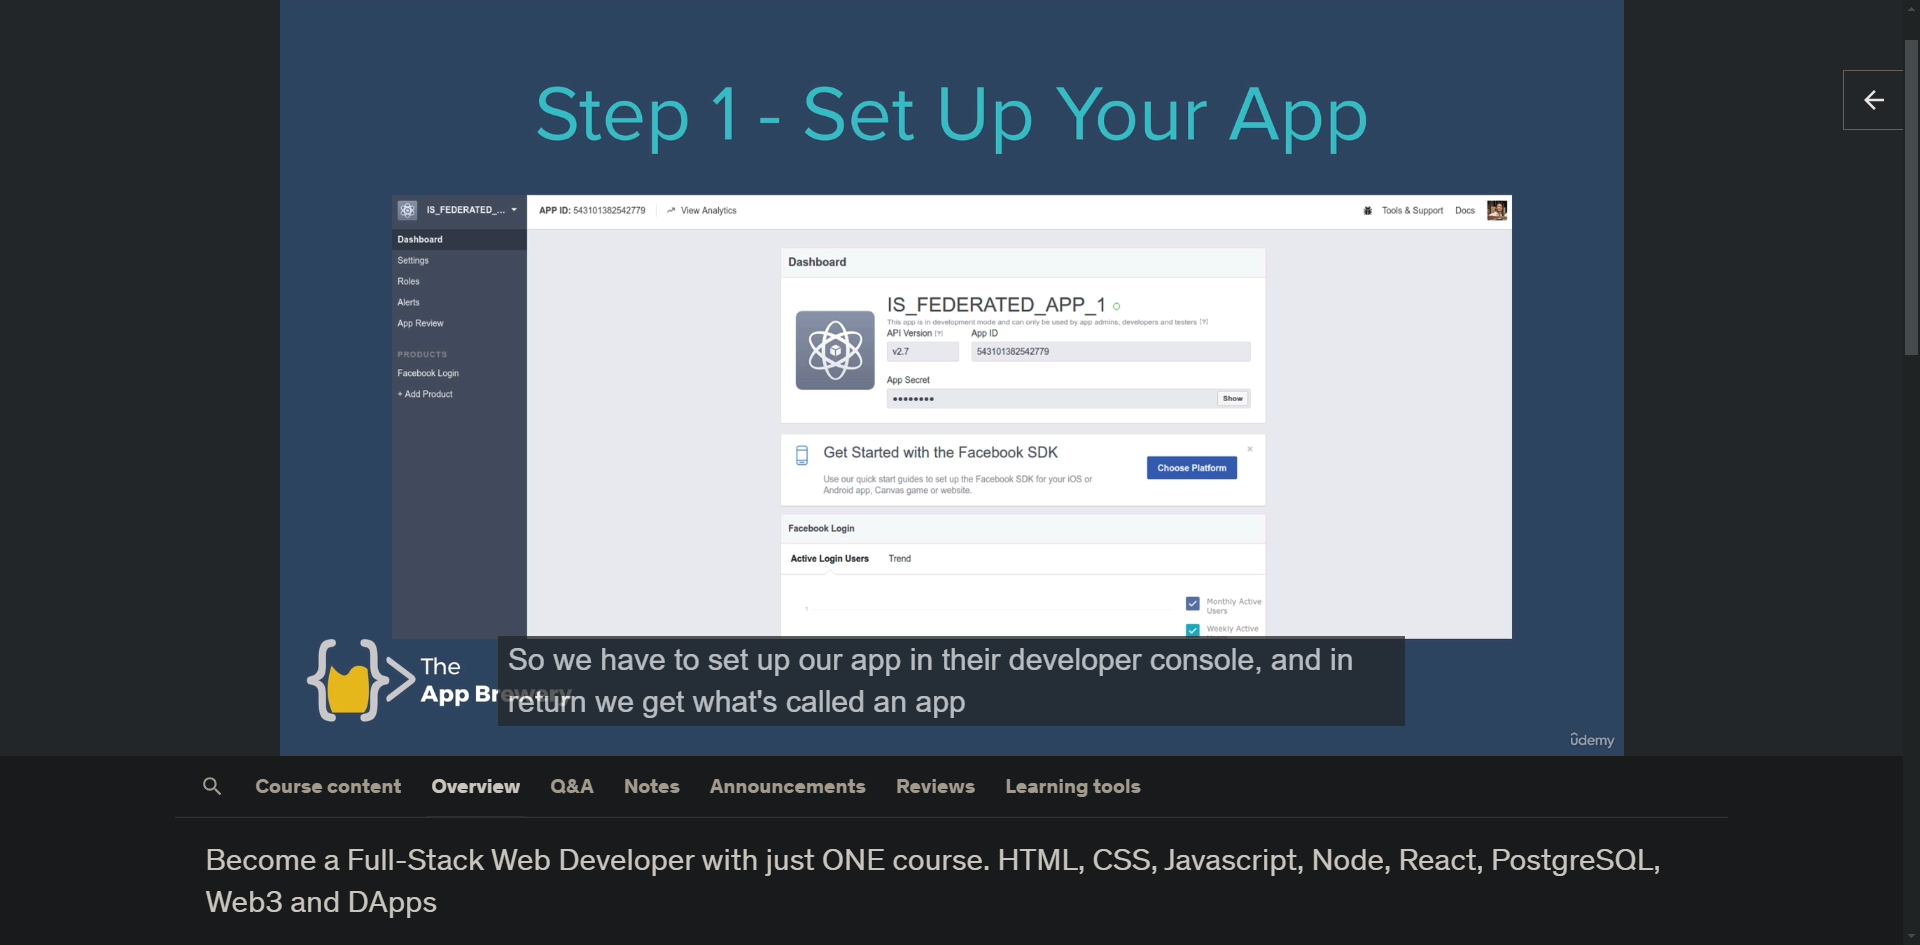 Step 1 - Set Up Your App
IS_FEDERATED_...
APP ID: 543101382542779
View Analytics
Tools & Support
Docs
Dashboard
Settings
Roles
Alerts
App Review
PRODUCTS
Facebook Login
+ Add Product
Dashboard
IS_FEDERATED_APP_1
This app is in development mode and can only be used by app admins, developers and testers [?]
API Version [?]
App ID
v2.7
543101382542779
App Secret
●●●●●●●●
Show
Get Started with the Facebook SDK
Use our quick start guides to set up the Facebook SDK for your iOS or
Android app, Canvas game or website.
Choose Platform
Facebook Login
Active Login Users
Trend
1
Monthly Active
Users
Weekly Active
The
App Brewery
So we have to set up our app in their developer console, and in
return we get what's called an app
ûdemy
Course content
Overview
Q&A
Notes
Announcements
Reviews
Learning tools
Become a Full-Stack Web Developer with just ONE course. HTML, CSS, Javascript, Node, React, PostgreSQL,
Web3 and DApps